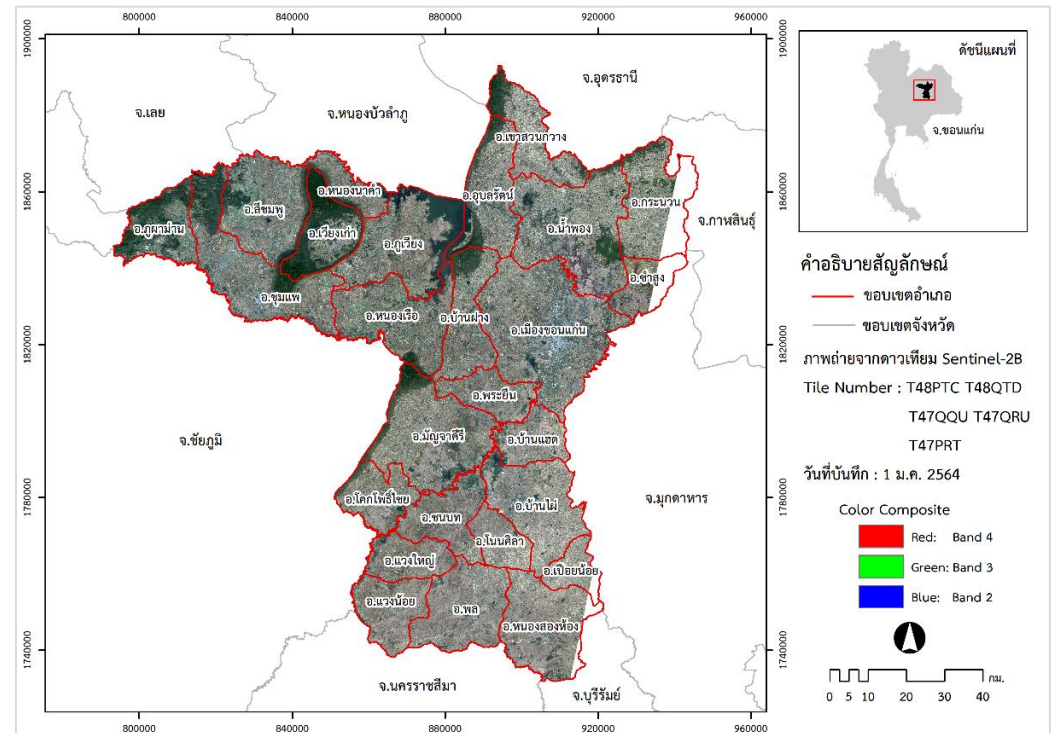 800000 840000 880000 920000 960000
1900000
1860000
1820000
1780000
1740000
จ.อุดรธานี
จ.เลย
จ.หนองบัวลำภู
อ.เขาสวนกวาง
อ.หนองนาคำ
อ.อุบลรัตน์
อ.กระนวน
อ.สีชมพู
จ.กาฬสินธุ์
อ.ภูผาม่าน
อ.เวียงเก่า
อ.ภูเวียง
อ.น้ำพอง
อ.ซำสูง
อ.ชุมแพ
อ.หนองเรือ
อ.บ้านฝาง
อ.เมืองขอนแก่น
อ.พระยืน
จ.ชัยภูมิ
อ.มัญจาคีรี
อ.บ้านแฮด
อ.โคกโพธิ์ไชย
จ.มุกดาหาร
อ.ชนบท
อ.บ้านไผ่
อ.โนนศิลา
อ.แวงใหญ่
อ.เปือยน้อย
อ.แวงน้อย
อ.พล
อ.หนองสองห้อง
จ.นครราชสีมา
จ.บุรีรัมย์
1900000
1860000
1820000
1780000
1740000
800000 840000 880000 920000 960000
ดัชนีแผนที่
จ.ขอนแก่น
คำอธิบายสัญลักษณ์
ขอบเขตอำเภอ
ขอบเขตจังหวัด
ภาพถ่ายจากดาวเทียม Sentinel-2B
Tile Number : T48PTC T48QTD
T47QQU T47QRU
T47PRT
วันที่บันทึก : 1 ม.ค. 2564
Color Composite
Red: Band 4
Green: Band 3
Blue: Band 2
กม.
0 5 10 20 30 40